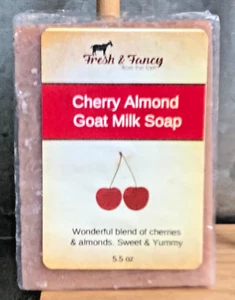 Fresh & Fancy
Cherry Almond
Goat Milk Soap
Wonderful blend of cherries
& almonds. Sweet & Yummy
5.5 oz